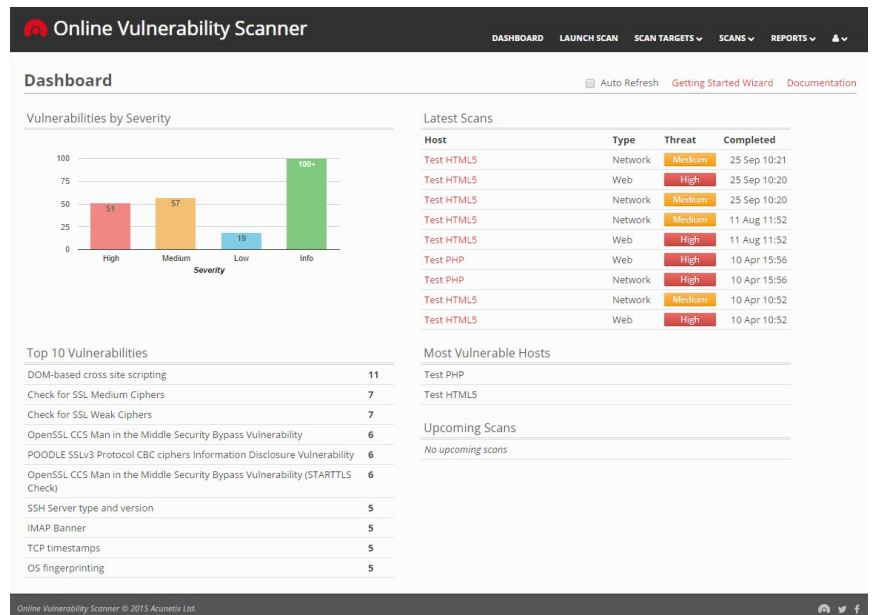 Online Vulnerability Scanner
DASHBOARD LAUNCH SCAN SCAN TARGETS SCANS REPORTS
Dashboard
Auto Refresh Getting Started Wizard Documentation
Vulnerabilities by Severity
100
75
50
25
0
51
57
19
100+
High Medium Low Info
Severity
Latest Scans
Host Type Threat Completed
Test HTML5 Network Medium 25 Sep 10:21
Test HTML5 Web High 25 Sep 10:20
Test HTML5 Network Medium 25 Sep 10:20
Test HTML5 Network Medium 11 Aug 11:52
Test HTML5 Web High 11 Aug 11:52
Test PHP Web High 10 Apr 15:56
Test PHP Network High 10 Apr 15:56
Test HTML5 Network Medium 10 Apr 10:52
Test HTML5 Web High 10 Apr 10:52
Top 10 Vulnerabilities
DOM-based cross site scripting 11
Check for SSL Medium Ciphers 7
Check for SSL Weak Ciphers 7
OpenSSL CCS Man in the Middle Security Bypass Vulnerability 6
POODLE SSLv3 Protocol CBC ciphers Information Disclosure Vulnerability 6
OpenSSL CCS Man in the Middle Security Bypass Vulnerability (STARTTLS 6
Check)
SSH Server type and version 5
IMAP Banner 5
TCP timestamps 5
OS fingerprinting 5
Most Vulnerable Hosts
Test PHP
Test HTML5
Upcoming Scans
No upcoming scans
Online Vulnerability Scanner © 2015 Acunetix Ltd.